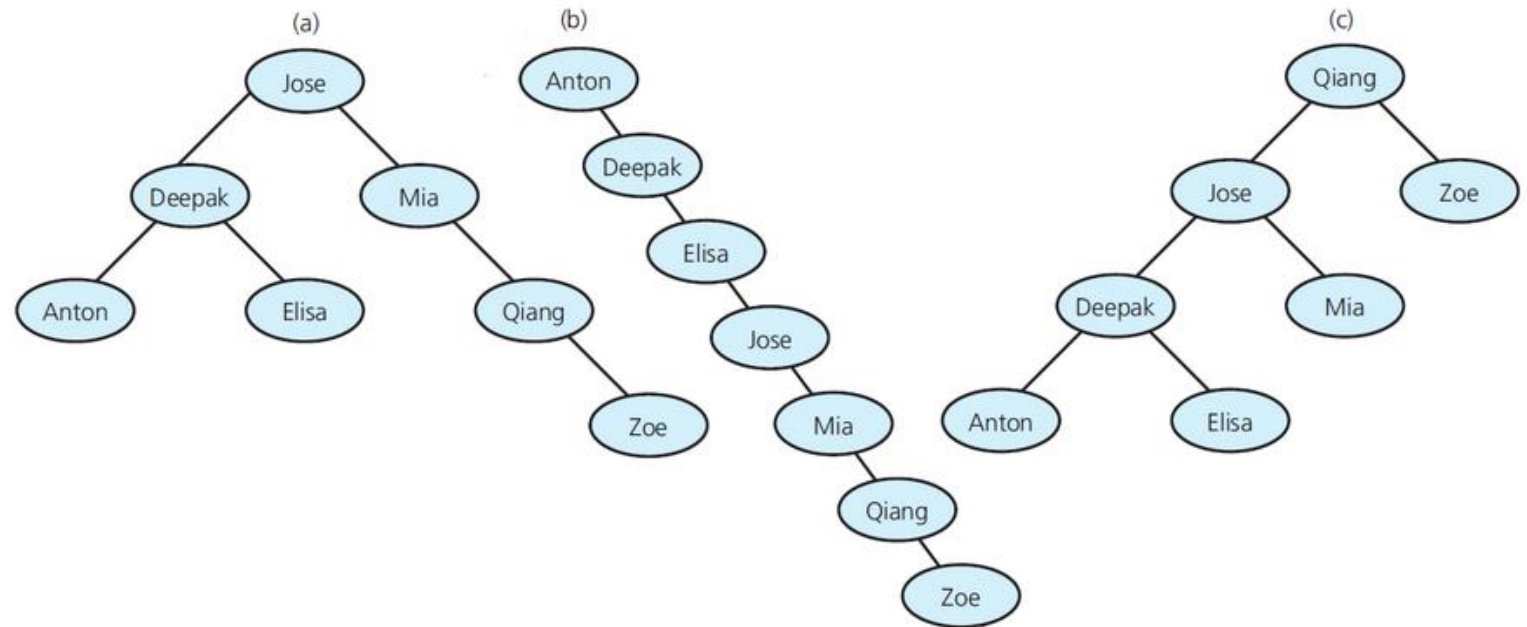 (a)
Jose
Deepak
Mia
Anton
Elisa
Qiang
Zoe
(b)
Anton
Deepak
Elisa
Jose
Mia
Qiang
Zoe
(c)
Qiang
Jose
Zoe
Deepak
Mia
Anton
Elisa